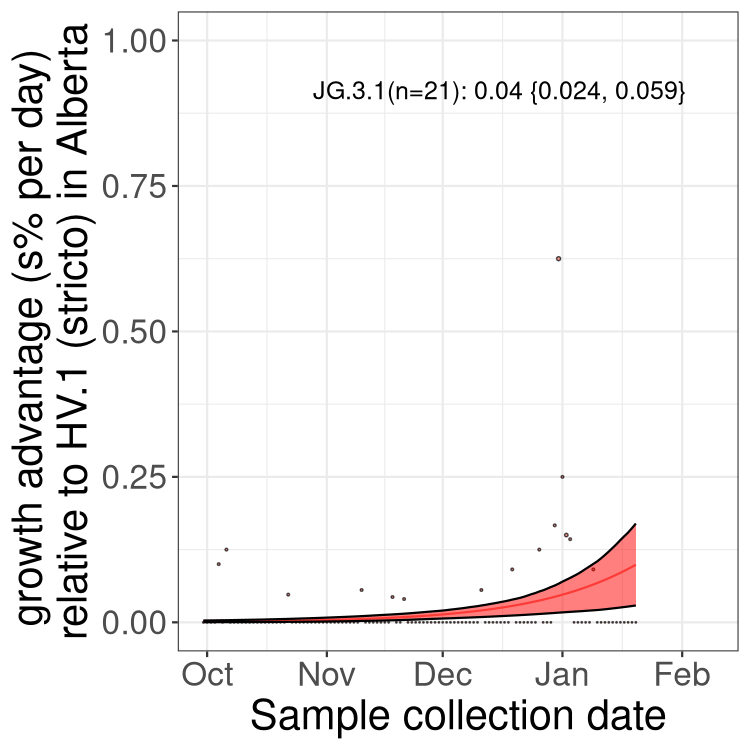 growth advantage (s% per day)
relative to HV.1 (stricto) in Alberta
1.00
0.75
0.50
0.25
0.00
JG.3.1(n=21): 0.04 {0.024, 0.059}
Oct Nov Dec Jan Feb
Sample collection date